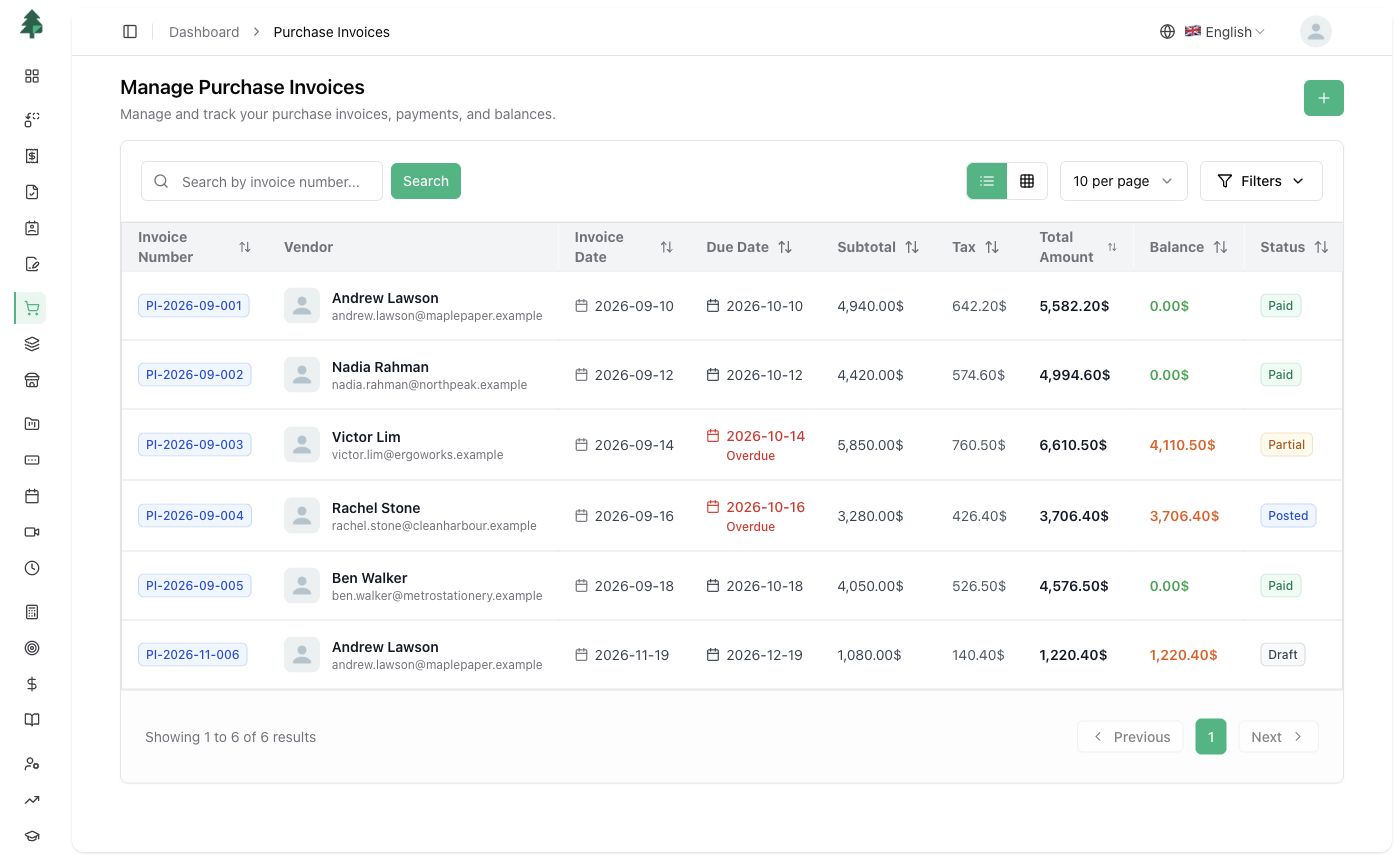 Dashboard > Purchase Invoices
English
Manage Purchase Invoices
Manage and track your purchase invoices, payments, and balances.
Search by invoice number...
Search
10 per page
Filters
Invoice Number
Vendor
Invoice Date
Due Date
Subtotal
Tax
Total Amount
Balance
Status
PI-2026-09-001
Andrew Lawson
andrew.lawson@maplepaper.example
2026-09-10
2026-10-10
4,940.00$
642.20$
5,582.20$
0.00$
Paid
PI-2026-09-002
Nadia Rahman
nadia.rahman@northpeak.example
2026-09-12
2026-10-12
4,420.00$
574.60$
4,994.60$
0.00$
Paid
PI-2026-09-003
Victor Lim
victor.lim@ergoworks.example
2026-09-14
2026-10-14
Overdue
5,850.00$
760.50$
6,610.50$
4,110.50$
Partial
PI-2026-09-004
Rachel Stone
rachel.stone@cleanharbour.example
2026-09-16
2026-10-16
Overdue
3,280.00$
426.40$
3,706.40$
3,706.40$
Posted
PI-2026-09-005
Ben Walker
ben.walker@metrostationery.example
2026-09-18
2026-10-18
4,050.00$
526.50$
4,576.50$
0.00$
Paid
PI-2026-11-006
Andrew Lawson
andrew.lawson@maplepaper.example
2026-11-19
2026-12-19
1,080.00$
140.40$
1,220.40$
1,220.40$
Draft
Showing 1 to 6 of 6 results
Previous
1
Next